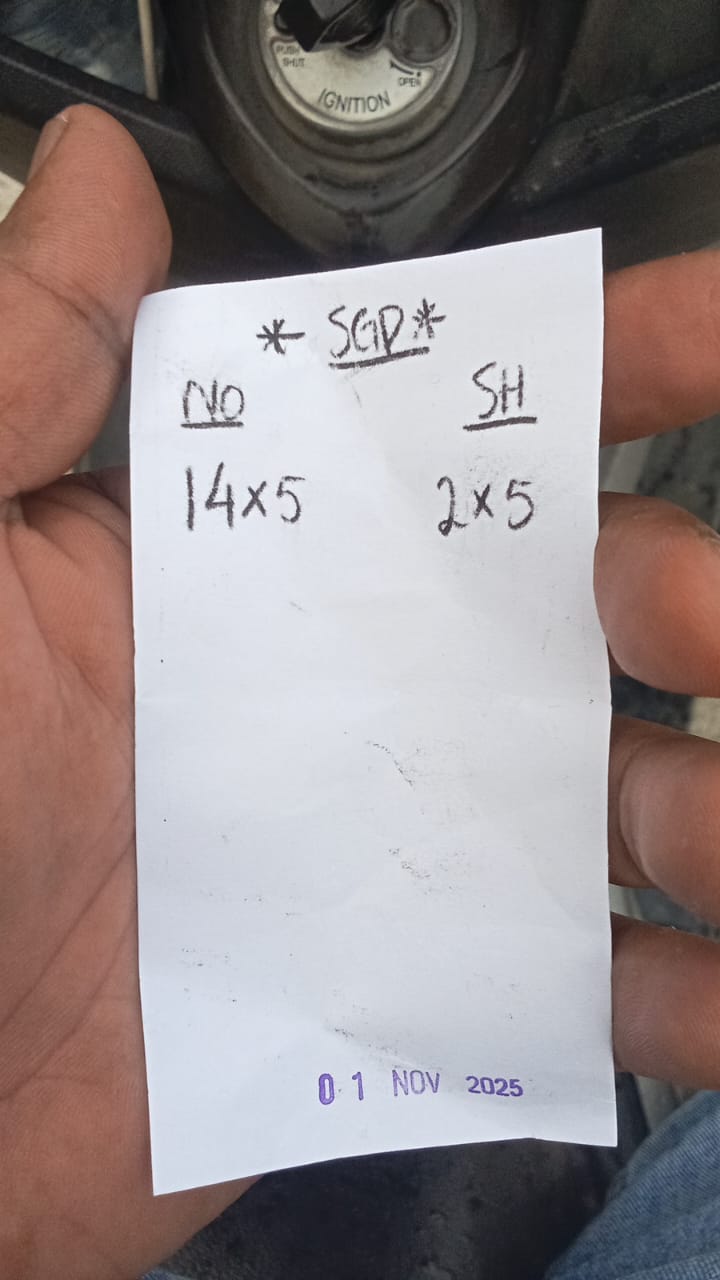 PUSH
SHUT
OPEN
IGNITION
* SGD *
NO SH
14x5 2x5
01 NOV 2025